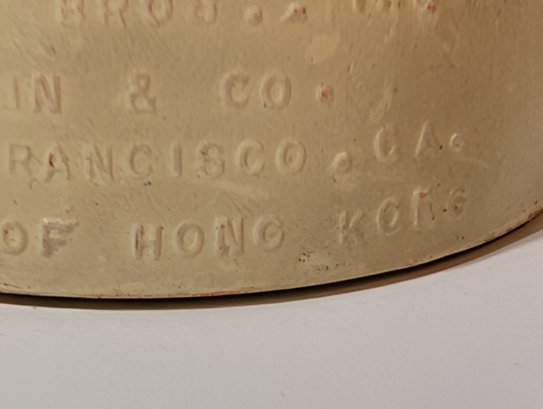 BROS.
IN & CO.
RANCISCO. CA.
OF HONG KONG